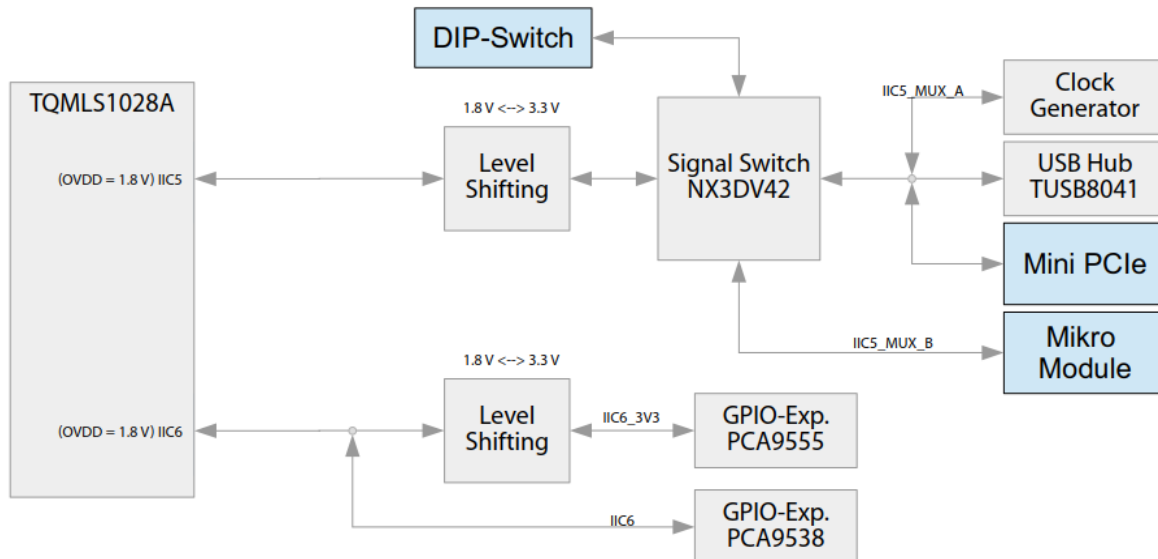 DIP-Switch
TQMLS1028A
1.8 V <--> 3.3 V
IIC5_MUX_A
Clock
Generator
(OVDD = 1.8 V) IIC5
Level
Shifting
Signal Switch
NX3DV42
USB Hub
TUSB8041
Mini PCIe
IIC5_MUX_B
Mikro
Module
1.8 V <--> 3.3 V
(OVDD = 1.8 V) IIC6
Level
Shifting
IIC6_3V3
GPIO-Exp.
PCA9555
IIC6
GPIO-Exp.
PCA9538